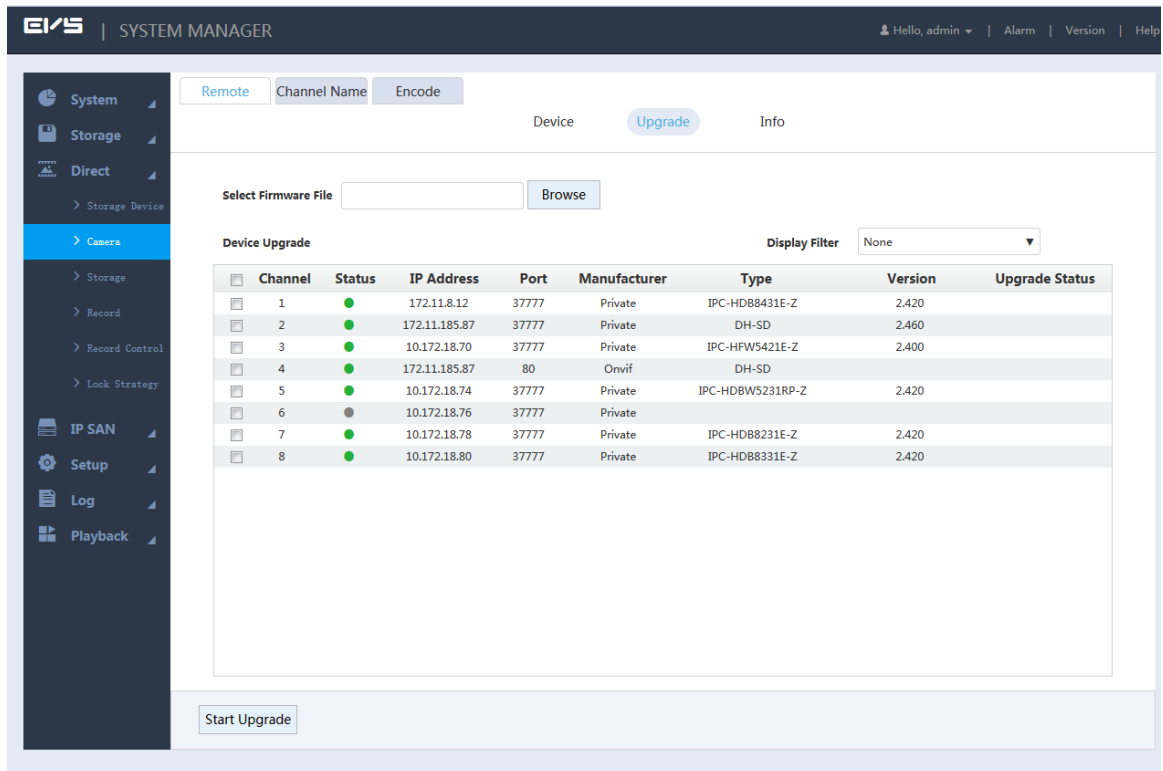 EVS | SYSTEM MANAGER Hello, admin | Alarm | Version | Help
System
Storage
Direct
> Storage Device
> Camera
> Storage
> Record
> Record Control
> Lock Strategy
IP SAN
Setup
Log
Playback
Remote Channel Name Encode
Device Upgrade Info
Select Firmware File Browse
Device Upgrade Display Filter None
Channel Status IP Address Port Manufacturer Type Version Upgrade Status
1 172.11.8.12 37777 Private IPC-HDB8431E-Z 2.420
2 172.11.185.87 37777 Private DH-SD 2.460
3 10.172.18.70 37777 Private IPC-HFW5421E-Z 2.400
4 172.11.185.87 80 Onvif DH-SD
5 10.172.18.74 37777 Private IPC-HDBW5231RP-Z 2.420
6 10.172.18.76 37777 Private
7 10.172.18.78 37777 Private IPC-HDB8231E-Z 2.420
8 10.172.18.80 37777 Private IPC-HDB8331E-Z 2.420
Start Upgrade